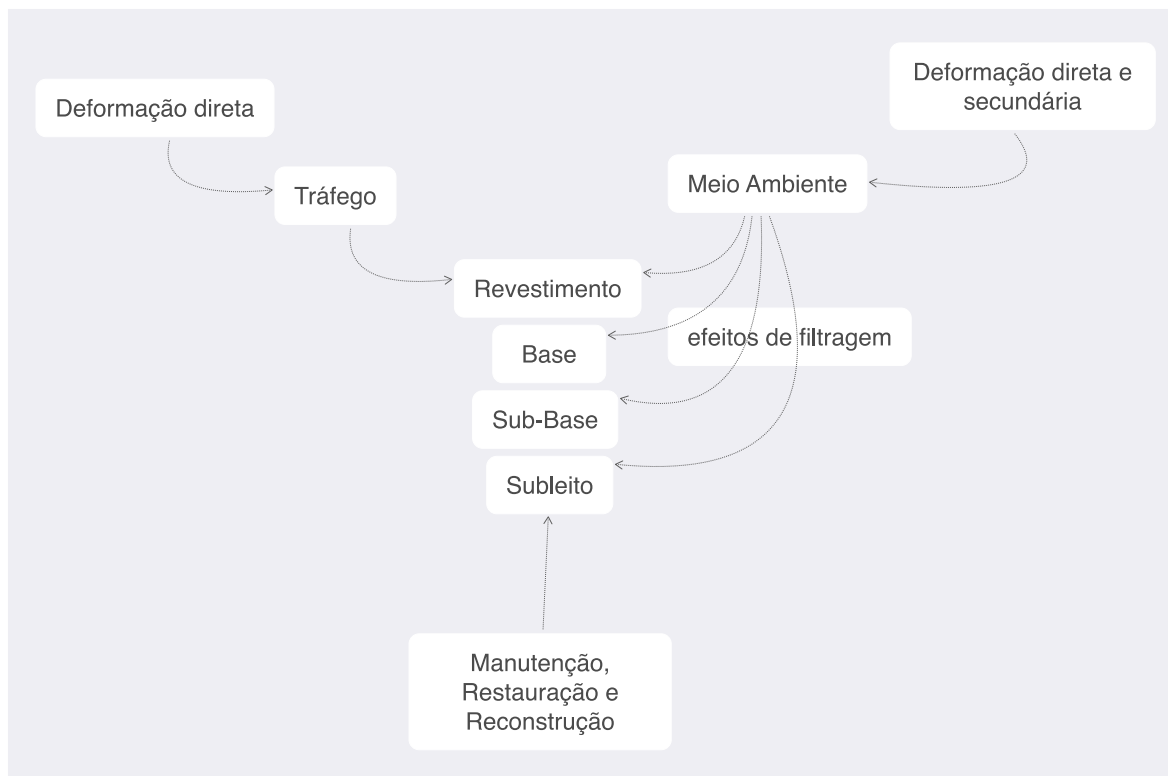 Deformação direta e
secundária
Deformação direta
Meio Ambiente
Tráfego
Revestimento
efeitos de filtragem
Base
Sub-Base
Subleito
Manutenção,
Restauração e
Reconstrução